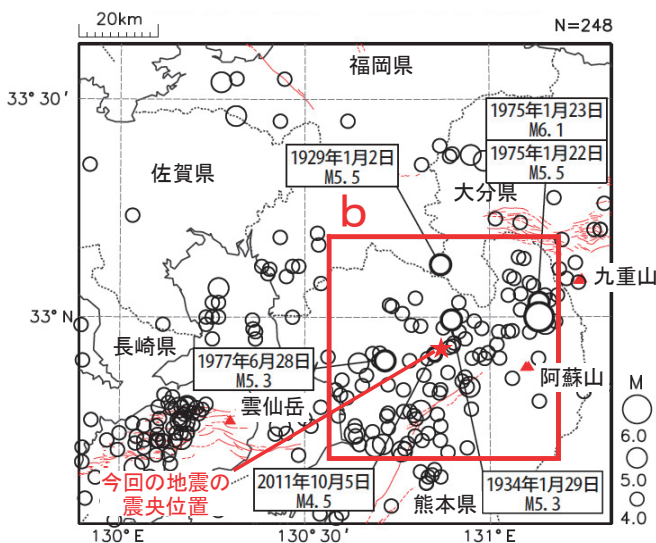 20km
N=248
福岡県
33°30′
1975年1月23日
M6.1
1975年1月22日
M5.5
1929年1月2日
M5.5
佐賀県
大分県
b
九重山
33°N
長崎県
1977年6月28日
M5.3
阿蘇山
雲仙岳
M
6.0
5.0
4.0
今回の地震の
震央位置
2011年10月5日
M4.5
熊本県
1934年1月29日
M5.3
130°E
130°30′
131°E